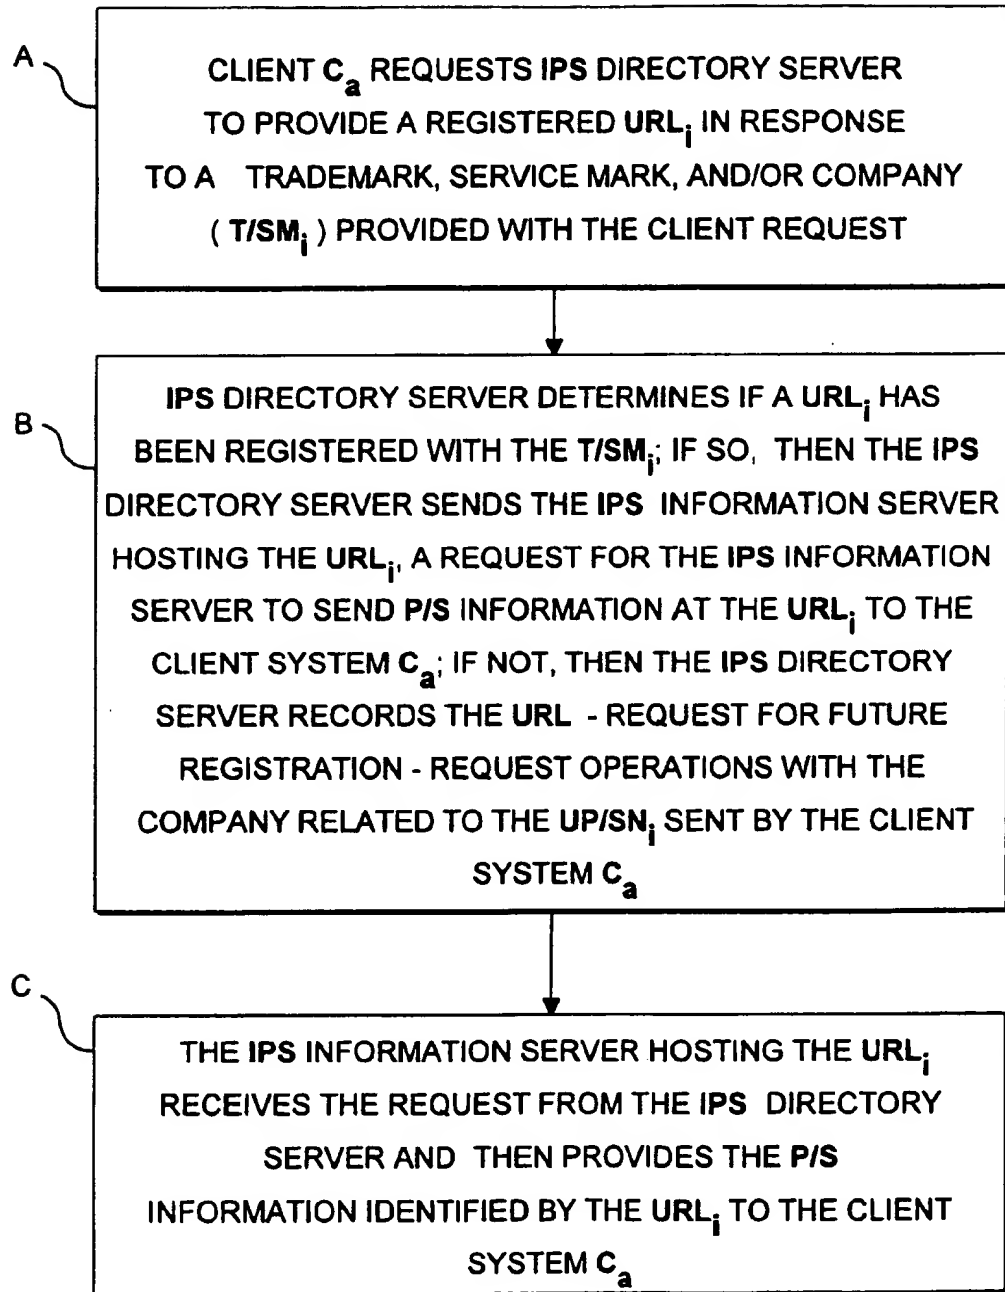 A
CLIENT Ca REQUESTS IPS DIRECTORY SERVER
TO PROVIDE A REGISTERED URLi IN RESPONSE
TO A TRADEMARK, SERVICE MARK, AND/OR COMPANY
( T/SMi ) PROVIDED WITH THE CLIENT REQUEST
B
IPS DIRECTORY SERVER DETERMINES IF A URLi HAS
BEEN REGISTERED WITH THE T/SMi; IF SO, THEN THE IPS
DIRECTORY SERVER SENDS THE IPS INFORMATION SERVER
HOSTING THE URLi, A REQUEST FOR THE IPS INFORMATION
SERVER TO SEND P/S INFORMATION AT THE URLi TO THE
CLIENT SYSTEM Ca; IF NOT, THEN THE IPS DIRECTORY
SERVER RECORDS THE URL - REQUEST FOR FUTURE
REGISTRATION - REQUEST OPERATIONS WITH THE
COMPANY RELATED TO THE UP/SNi SENT BY THE CLIENT
SYSTEM Ca
C
THE IPS INFORMATION SERVER HOSTING THE URLi
RECEIVES THE REQUEST FROM THE IPS DIRECTORY
SERVER AND THEN PROVIDES THE P/S
INFORMATION IDENTIFIED BY THE URLi TO THE CLIENT
SYSTEM Ca